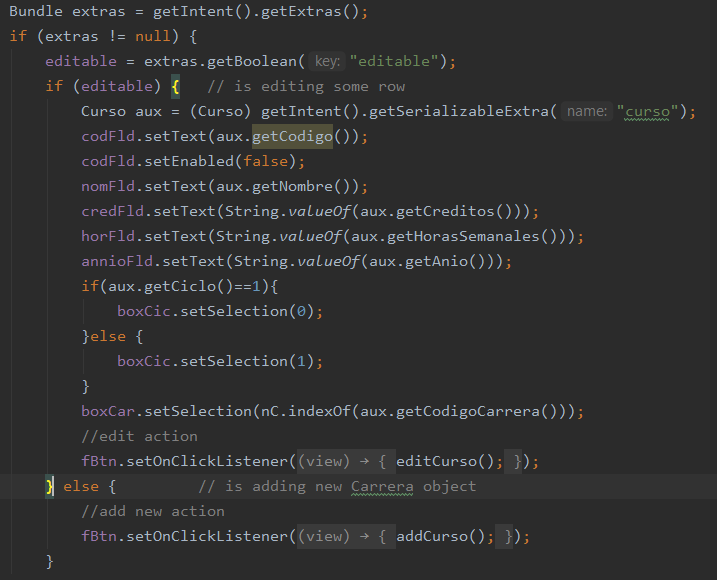 Bundle extras = getIntent().getExtras();
if (extras != null) {
    editable = extras.getBoolean( key: "editable");
    if (editable) {   // is editing some row
        Curso aux = (Curso) getIntent().getSerializableExtra( name: "curso");
        codFld.setText(aux.getCodigo());
        codFld.setEnabled(false);
        nomFld.setText(aux.getNombre());
        credFld.setText(String.valueOf(aux.getCreditos()));
        horFld.setText(String.valueOf(aux.getHorasSemanales()));
        annioFld.setText(String.valueOf(aux.getAnio()));
        if(aux.getCiclo()==1){
            boxCic.setSelection(0);
        }else {
            boxCic.setSelection(1);
        }
        boxCar.setSelection(nC.indexOf(aux.getCodigoCarrera()));
        //edit action
        fBtn.setOnClickListener((view) → { editCurso(); });
    } else {         // is adding new Carrera object
        //add new action
        fBtn.setOnClickListener((view) → { addCurso(); });
    }